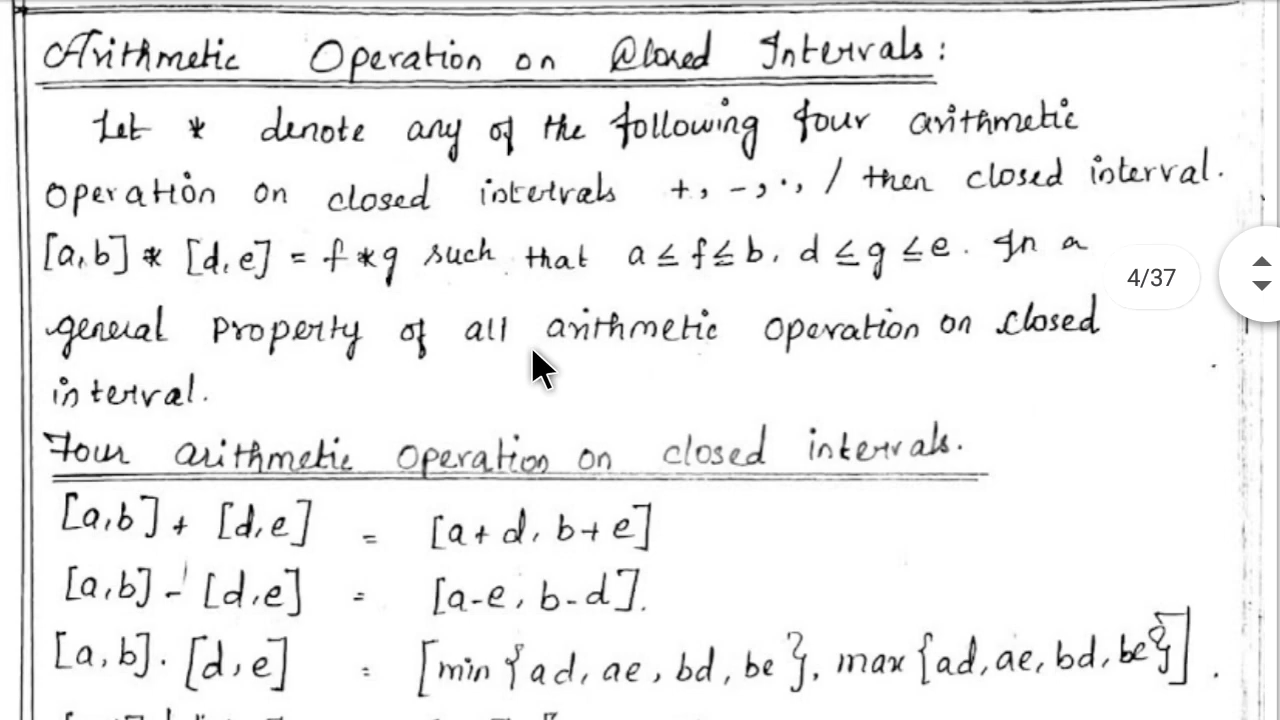 Arithmetic Operation on Closed Intervals:
Let * denote any of the following four arithmetic
operation on closed intervals +, -, ·, / then closed interval.
[a,b] * [d,e] = f*g such that a ≤ f ≤ b, d ≤ g ≤ e. In a
general property of all arithmetic operation on closed
interval.
Four arithmetic operation on closed intervals.
[a,b] + [d,e] = [a+d, b+e]
[a,b] - [d,e] = [a-e, b-d].
[a,b]. [d,e] = [min {ad, ae, bd, be}, max {ad, ae, bd, be}].
4/37